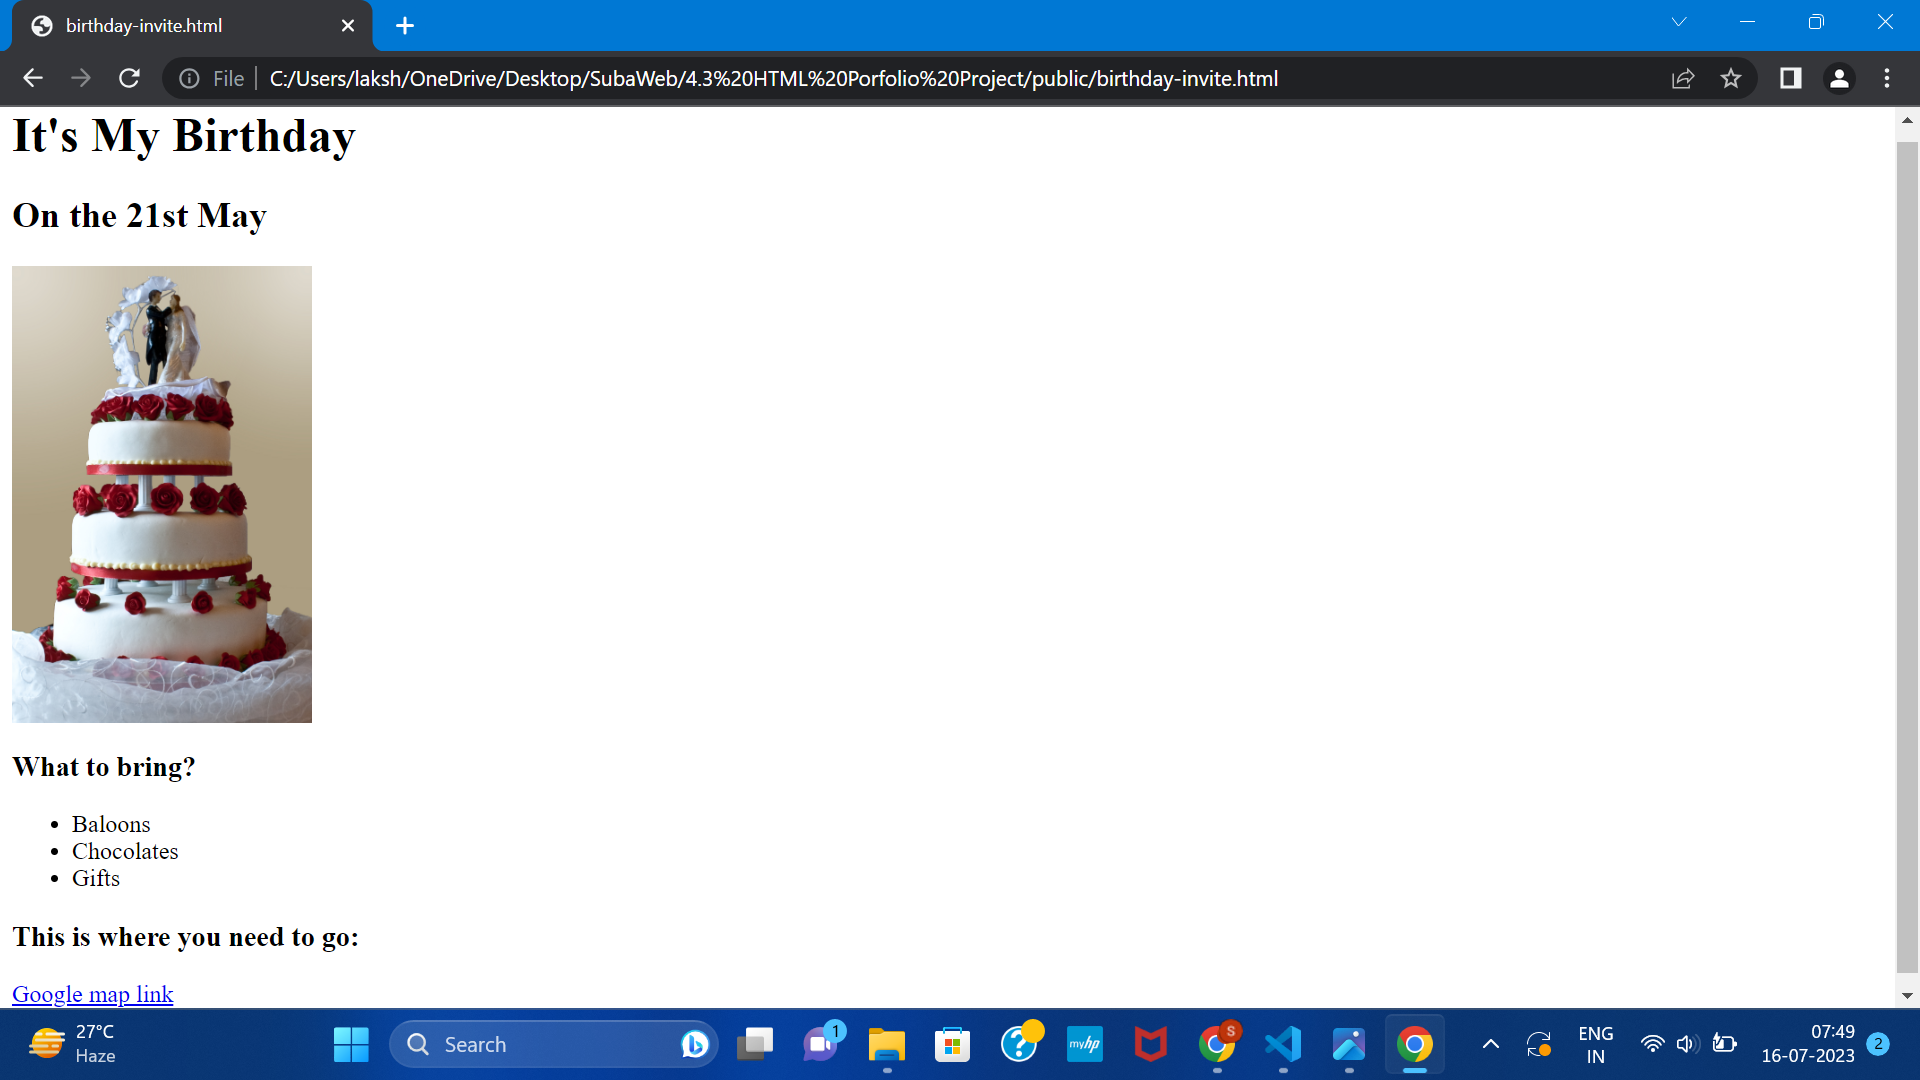 birthday-invite.html
File C:/Users/laksh/OneDrive/Desktop/SubaWeb/4.3%20HTML%20Porfolio%20Project/public/birthday-invite.html
It's My Birthday
On the 21st May
What to bring?
• Baloons
• Chocolates
• Gifts
This is where you need to go:
Google map link
27°C
Haze
Search
1
myhp
S
ENG
IN
07:49
16-07-2023
2